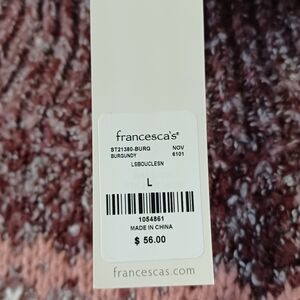 francesca's®
ST21380-BURG NOV
BURGUNDY 6101
LSBOUCLESN
L
1054861
MADE IN CHINA
$ 56.00
francescas.com